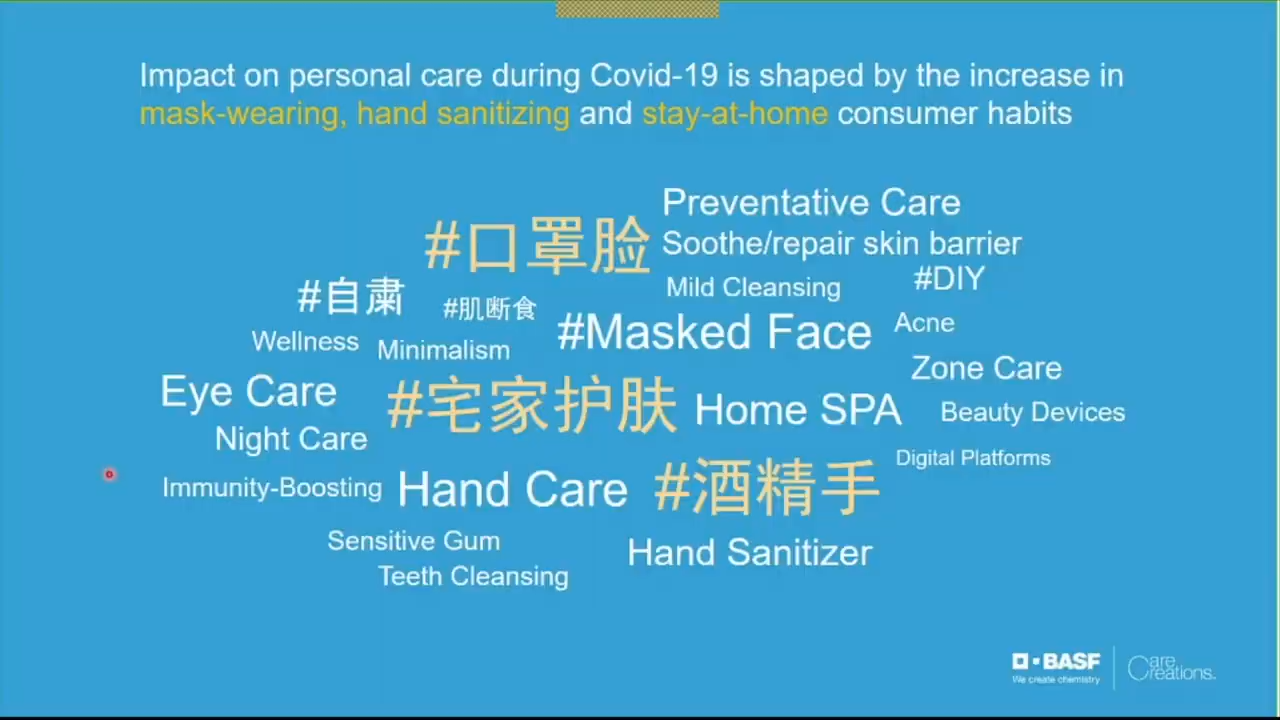 Impact on personal care during Covid-19 is shaped by the increase in
mask-wearing, hand sanitizing and stay-at-home consumer habits
Preventative Care
#口罩脸
Soothe/repair skin barrier
#DIY
Mild Cleansing
#自粛
#肌断食
Acne
#Masked Face
Wellness
Minimalism
Zone Care
Eye Care
#宅家护肤
Home SPA
Beauty Devices
Night Care
Digital Platforms
Immunity-Boosting
Hand Care
#酒精手
Sensitive Gum
Hand Sanitizer
Teeth Cleansing
BASF
We create chemistry
Care
Creations.